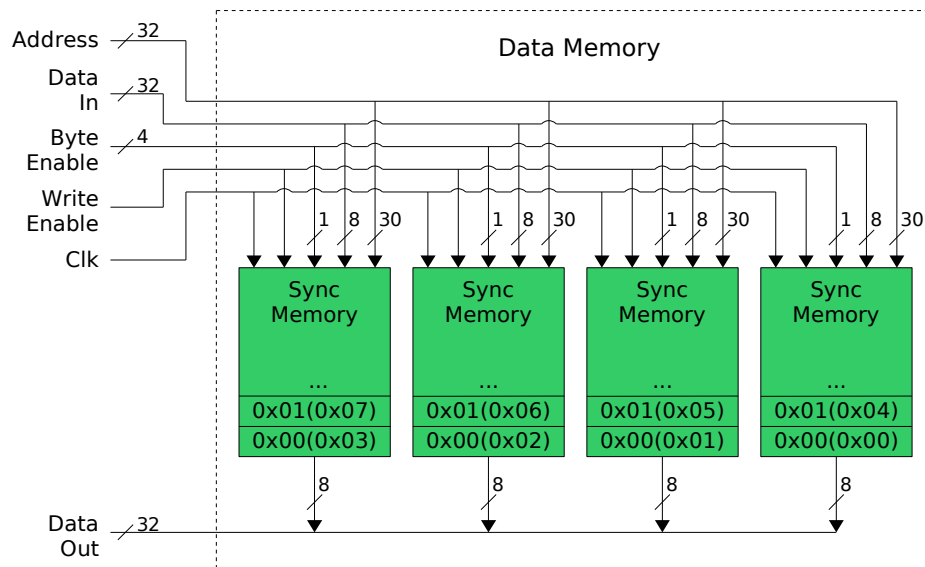 Address
32
Data Memory
Data
In
32
Byte
Enable
4
Write
Enable
Clk
1 8 30 1 8 30 1 8 30 1 8 30
Sync
Memory
Sync
Memory
Sync
Memory
Sync
Memory
... ... ... ...
0x01(0x07) 0x01(0x06) 0x01(0x05) 0x01(0x04)
0x00(0x03) 0x00(0x02) 0x00(0x01) 0x00(0x00)
8 8 8 8
Data
Out
32